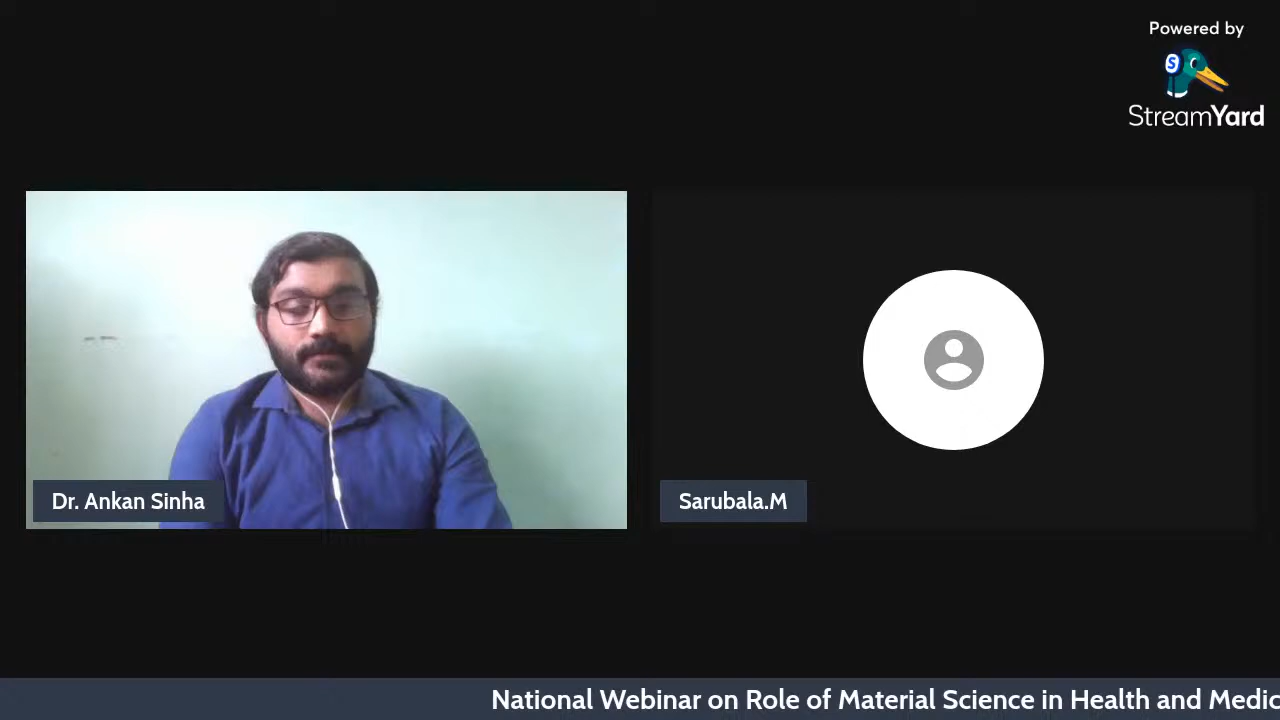 Powered by
S
StreamYard
Dr. Ankan Sinha
Sarubala.M
National Webinar on Role of Material Science in Health and Medic